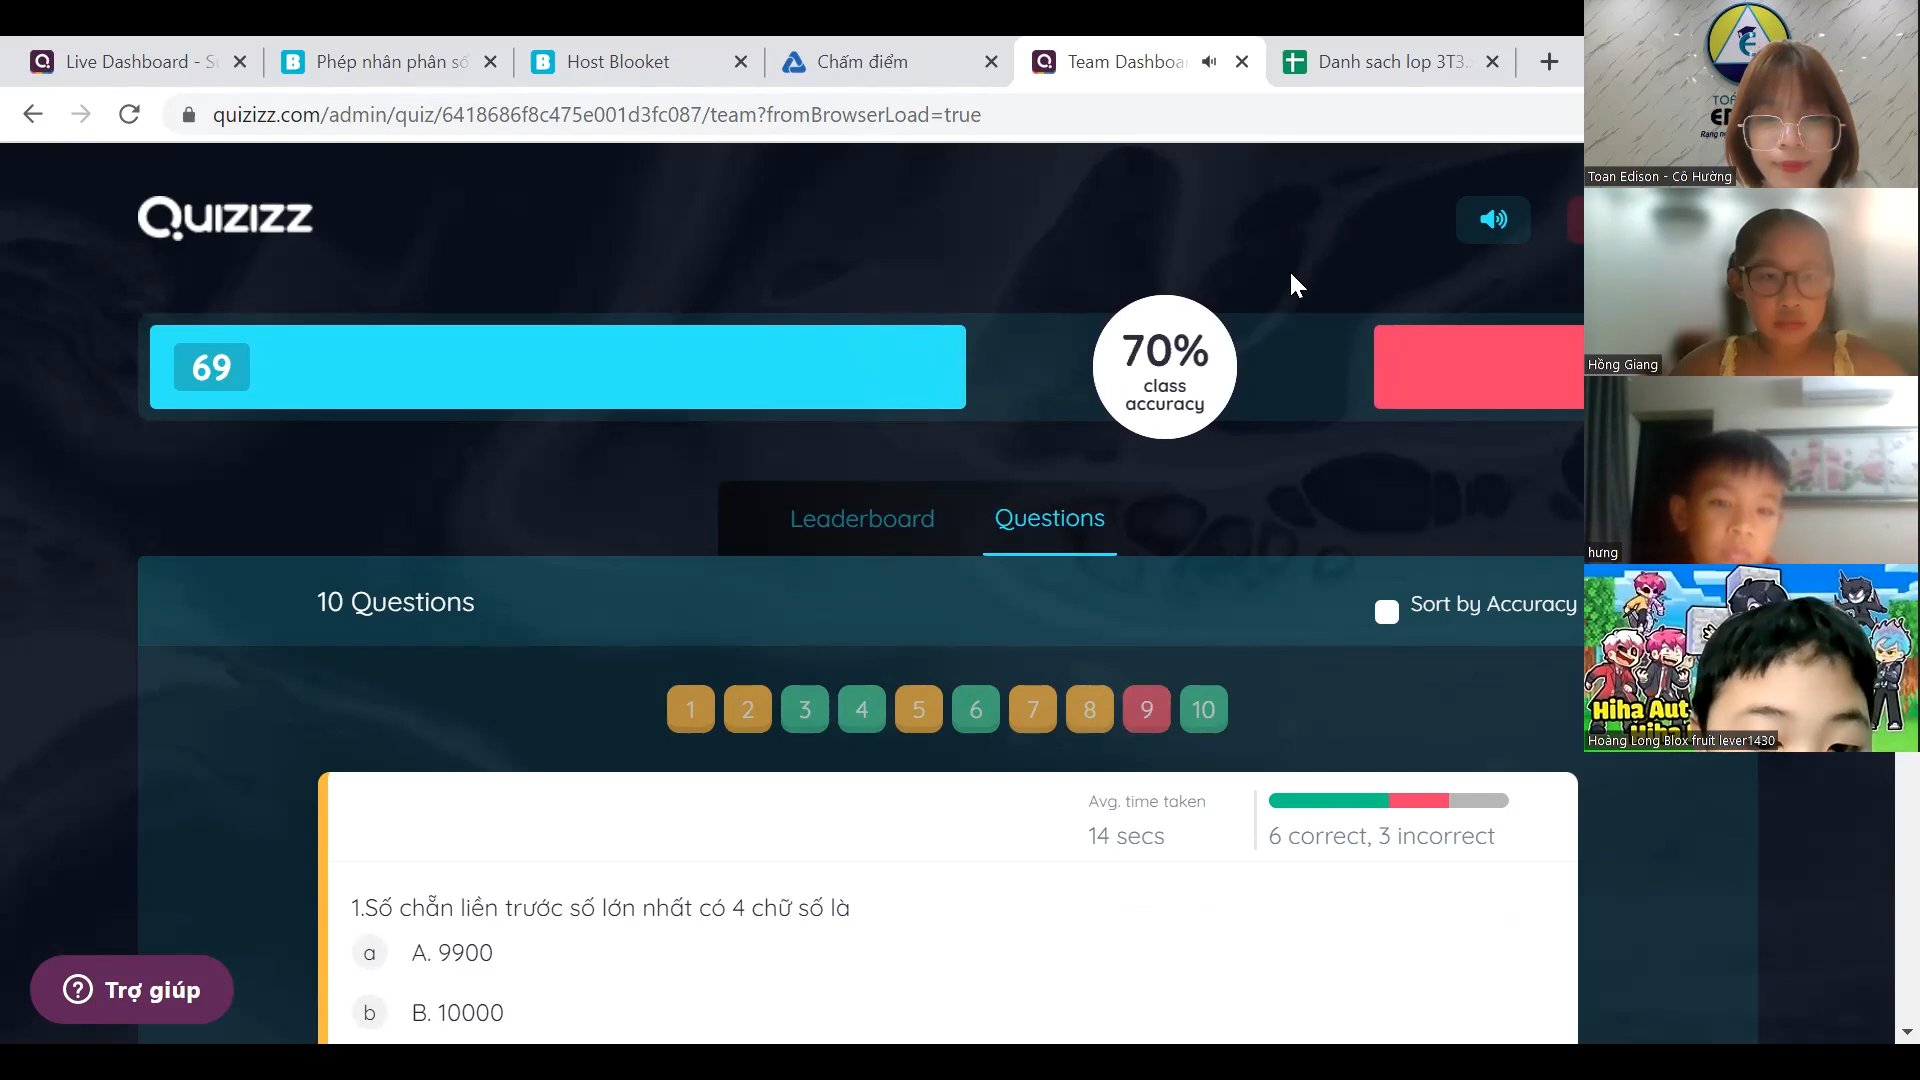 Live Dashboard - S
Phép nhân phân số
Host Blooket
Chấm điểm
Team Dashboa
Danh sach lop 3T3.
quizizz.com/admin/quiz/6418686f8c475e001d3fc087/team?fromBrowserLoad=true
Quizizz
69
70%
class
accuracy
Leaderboard
Questions
10 Questions
Sort by Accuracy
1 2 3 4 5 6 7 8 9 10
Avg. time taken
14 secs
6 correct, 3 incorrect
1.Số chẵn liền trước số lớn nhất có 4 chữ số là
a A. 9900
b B. 10000
Trợ giúp
Toan Edison - Cô Hường
Hồng Giang
hưng
Hiha Aut
Hoàng Long Blox fruit lever1430